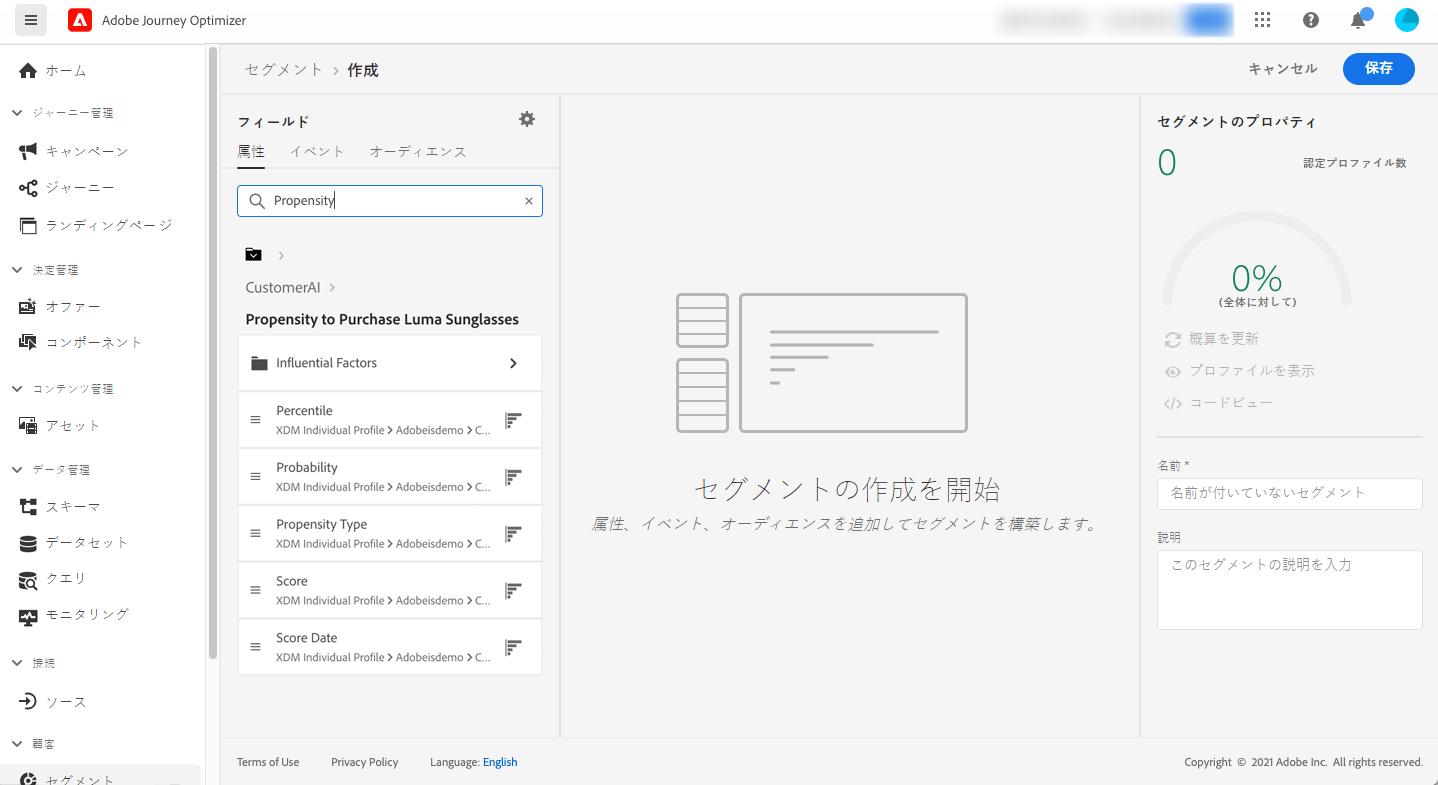 Adobe Journey Optimizer
ホーム
ジャーニー管理
キャンペーン
ジャーニー
ランディングページ
決定管理
オファー
コンポーネント
コンテンツ管理
アセット
データ管理
スキーマ
データセット
クエリ
モニタリング
接続
ソース
顧客
セグメント
セグメント > 作成
キャンセル
保存
フィールド
属性 イベント オーディエンス
Propensity
CustomerAI
Propensity to Purchase Luma Sunglasses
Influential Factors
Percentile
XDM Individual Profile > Adobeisdemo > C...
Probability
XDM Individual Profile > Adobeisdemo > C...
Propensity Type
XDM Individual Profile > Adobeisdemo > C...
Score
XDM Individual Profile > Adobeisdemo > C...
Score Date
XDM Individual Profile > Adobeisdemo > C...
セグメントの作成を開始
属性、イベント、オーディエンスを追加してセグメントを構築します。
セグメントのプロパティ
0 認定プロファイル数
0%
(全体に対して)
概算を更新
プロファイルを表示
コードビュー
名前 *
名前が付いていないセグメント
説明
このセグメントの説明を入力
Terms of Use Privacy Policy Language: English
Copyright © 2021 Adobe Inc. All rights reserved.